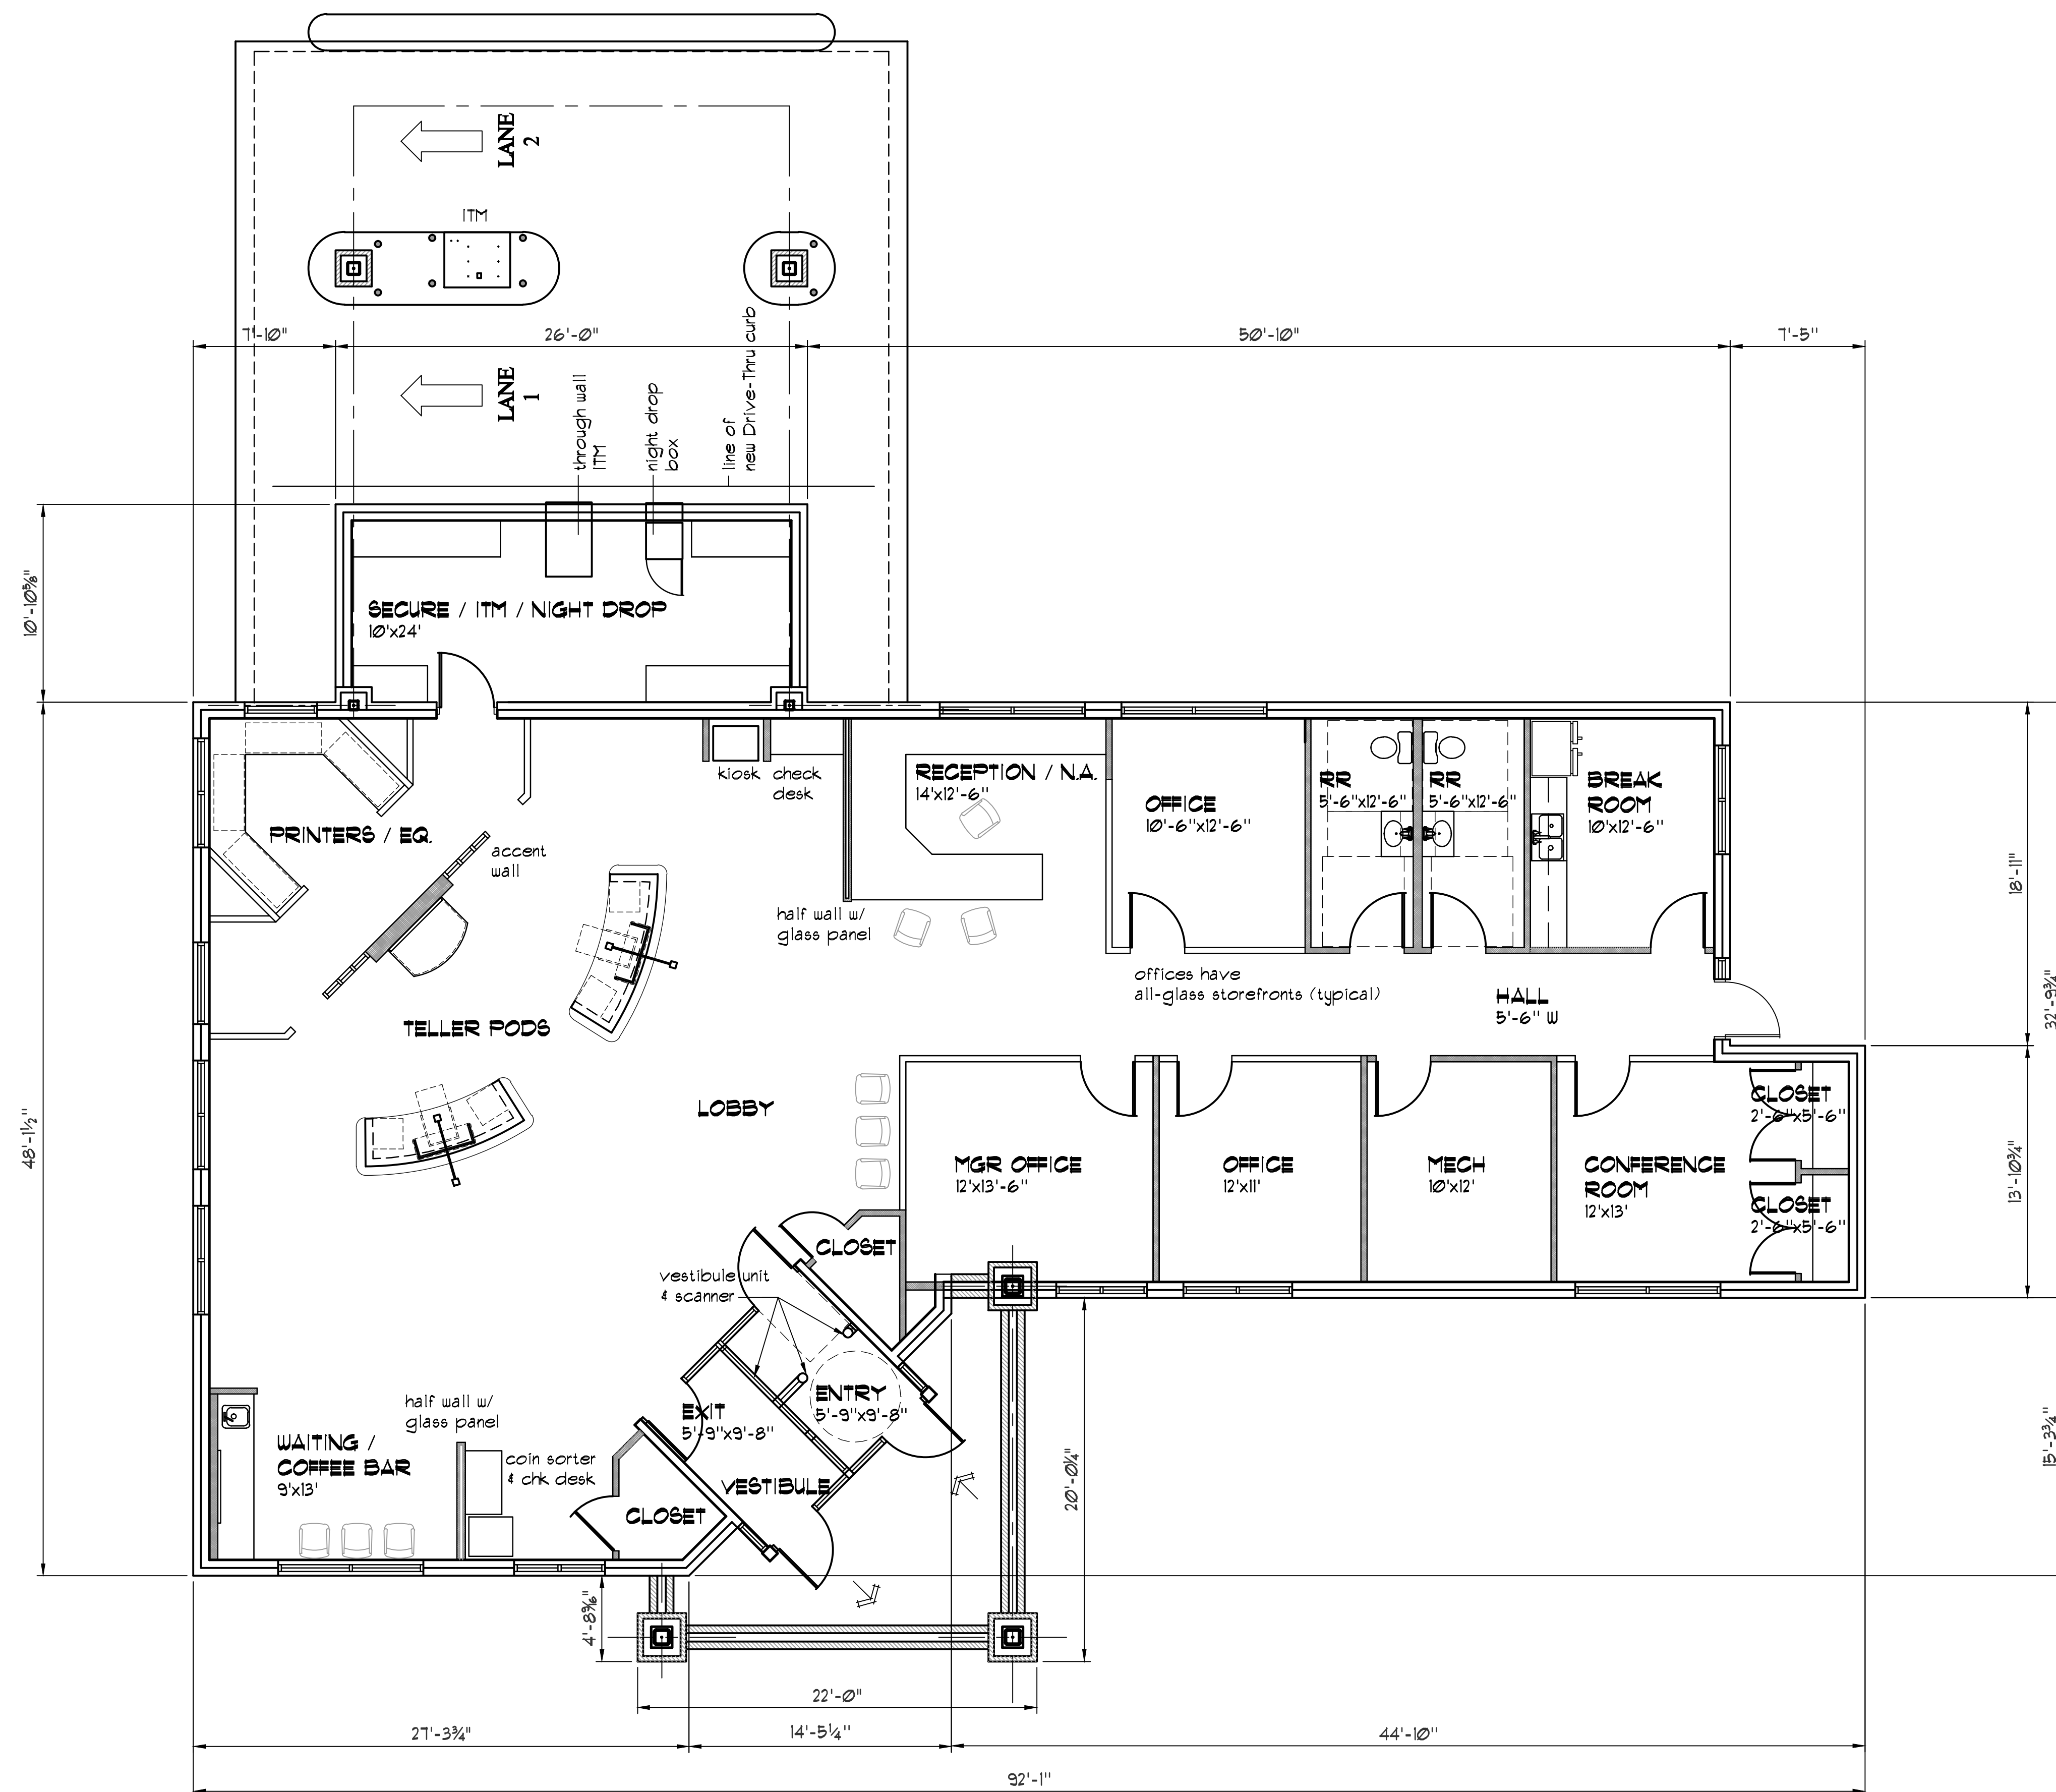 LANE
2
ITM
7'-10"
26'-0"
50'-10"
7'-5"
LANE
1
through wall
ITM
night drop
box
line of
new Drive-Thru curb
10'-10⅝"
SECURE / ITM / NIGHT DROP
10'x24'
kiosk
check
desk
RECEPTION / N.A.
14'x12'-6"
OFFICE
10'-6"x12'-6"
RR
5'-6"x12'-6"
RR
5'-6"x12'-6"
BREAK
ROOM
10'x12'-6"
PRINTERS / EQ.
accent
wall
half wall w/
glass panel
18'-11"
32'-9¾"
offices have
all-glass storefronts (typical)
HALL
5'-6" W
TELLER PODS
48'-1½"
LOBBY
CLOSET
2'-6"x5'-6"
MGR OFFICE
12'x13'-6"
OFFICE
12'x11'
MECH
10'x12'
CONFERENCE
ROOM
12'x13'
CLOSET
2'-6"x5'-6"
13'-10¾"
CLOSET
vestibule unit
& scanner
ENTRY
5'-9"x9'-8"
EXIT
5'-9"x9'-8"
half wall w/
glass panel
WAITING /
COFFEE BAR
9'x13'
coin sorter
& chk desk
VESTIBULE
CLOSET
20'-0¼"
15'-3¾"
4'-8⁹⁄₁₆"
22'-0"
27'-3¾"
14'-5¼"
44'-10"
92'-1"